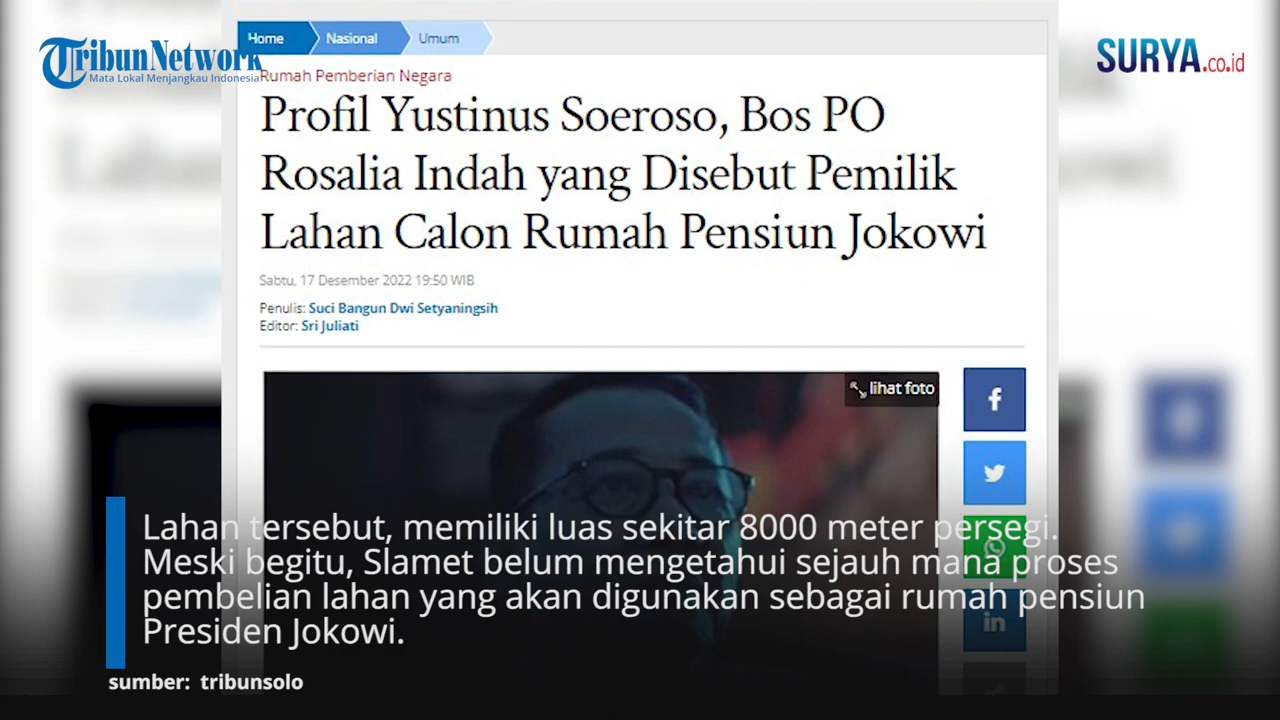 Home Nasional Umum
Tribun Network
Mata Lokal Menjangkau Indonesia
SURYA.co.id
Rumah Pemberian Negara
Profil Yustinus Soeroso, Bos PO
Rosalia Indah yang Disebut Pemilik
Lahan Calon Rumah Pensiun Jokowi
Sabtu, 17 Desember 2022 19:50 WIB
Penulis: Suci Bangun Dwi Setyaningsih
Editor: Sri Juliati
lihat foto
f
Lahan tersebut, memiliki luas sekitar 8000 meter persegi.
Meski begitu, Slamet belum mengetahui sejauh mana proses
pembelian lahan yang akan digunakan sebagai rumah pensiun
Presiden Jokowi.
in
sumber: tribunsolo